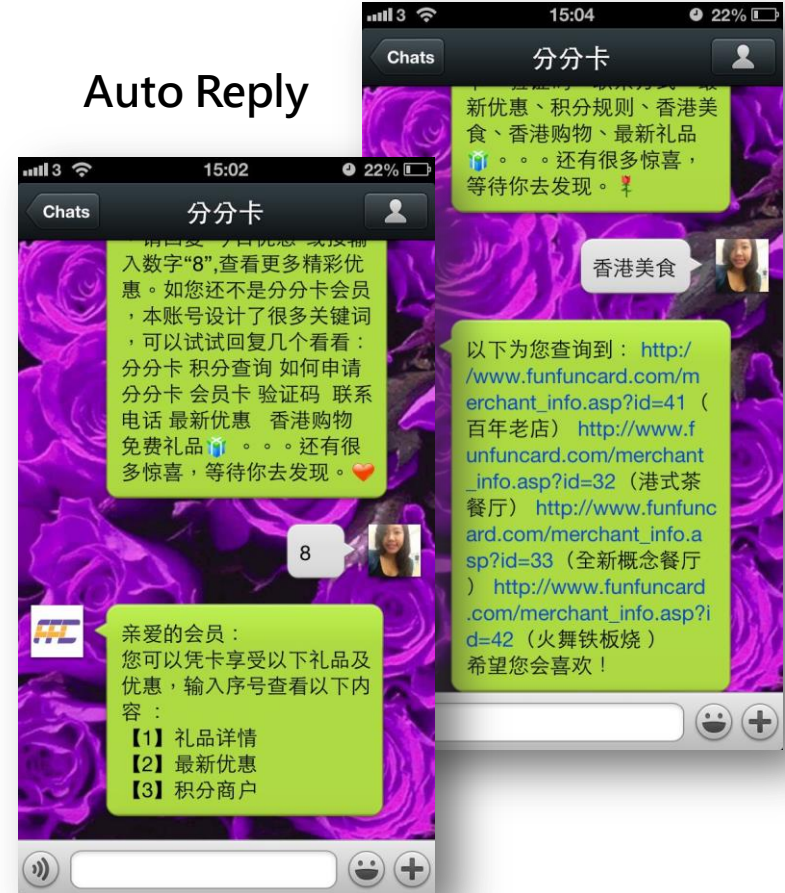 Auto Reply
3 15:02 22%
Chats 分分卡
入数字“8”,查看更多精彩优
惠。如您还不是分分卡会员
,本账号设计了很多关键词
,可以试试回复几个看看：
分分卡 积分查询 如何申请
分分卡 会员卡 验证码 联系
电话 最新优惠 香港购物
免费礼品🎁 。。。还有很
多惊喜，等待你去发现。❤️
8
FFC
亲爱的会员：
您可以凭卡享受以下礼品及
优惠，输入序号查看以下内
容：
【1】礼品详情
【2】最新优惠
【3】积分商户
3 15:04 22%
Chats 分分卡
新优惠、积分规则、香港美
食、香港购物、最新礼品
🎁。。。还有很多惊喜，
等待你去发现。🌹
香港美食
以下为您查询到： http:/
/www.funfuncard.com/m
erchant_info.asp?id=41（
百年老店） http://www.f
unfuncard.com/merchant
_info.asp?id=32（港式茶
餐厅） http://www.funfunc
ard.com/merchant_info.a
sp?id=33（全新概念餐厅
） http://www.funfuncard
.com/merchant_info.asp?i
d=42（火舞铁板烧 ）
希望您会喜欢！